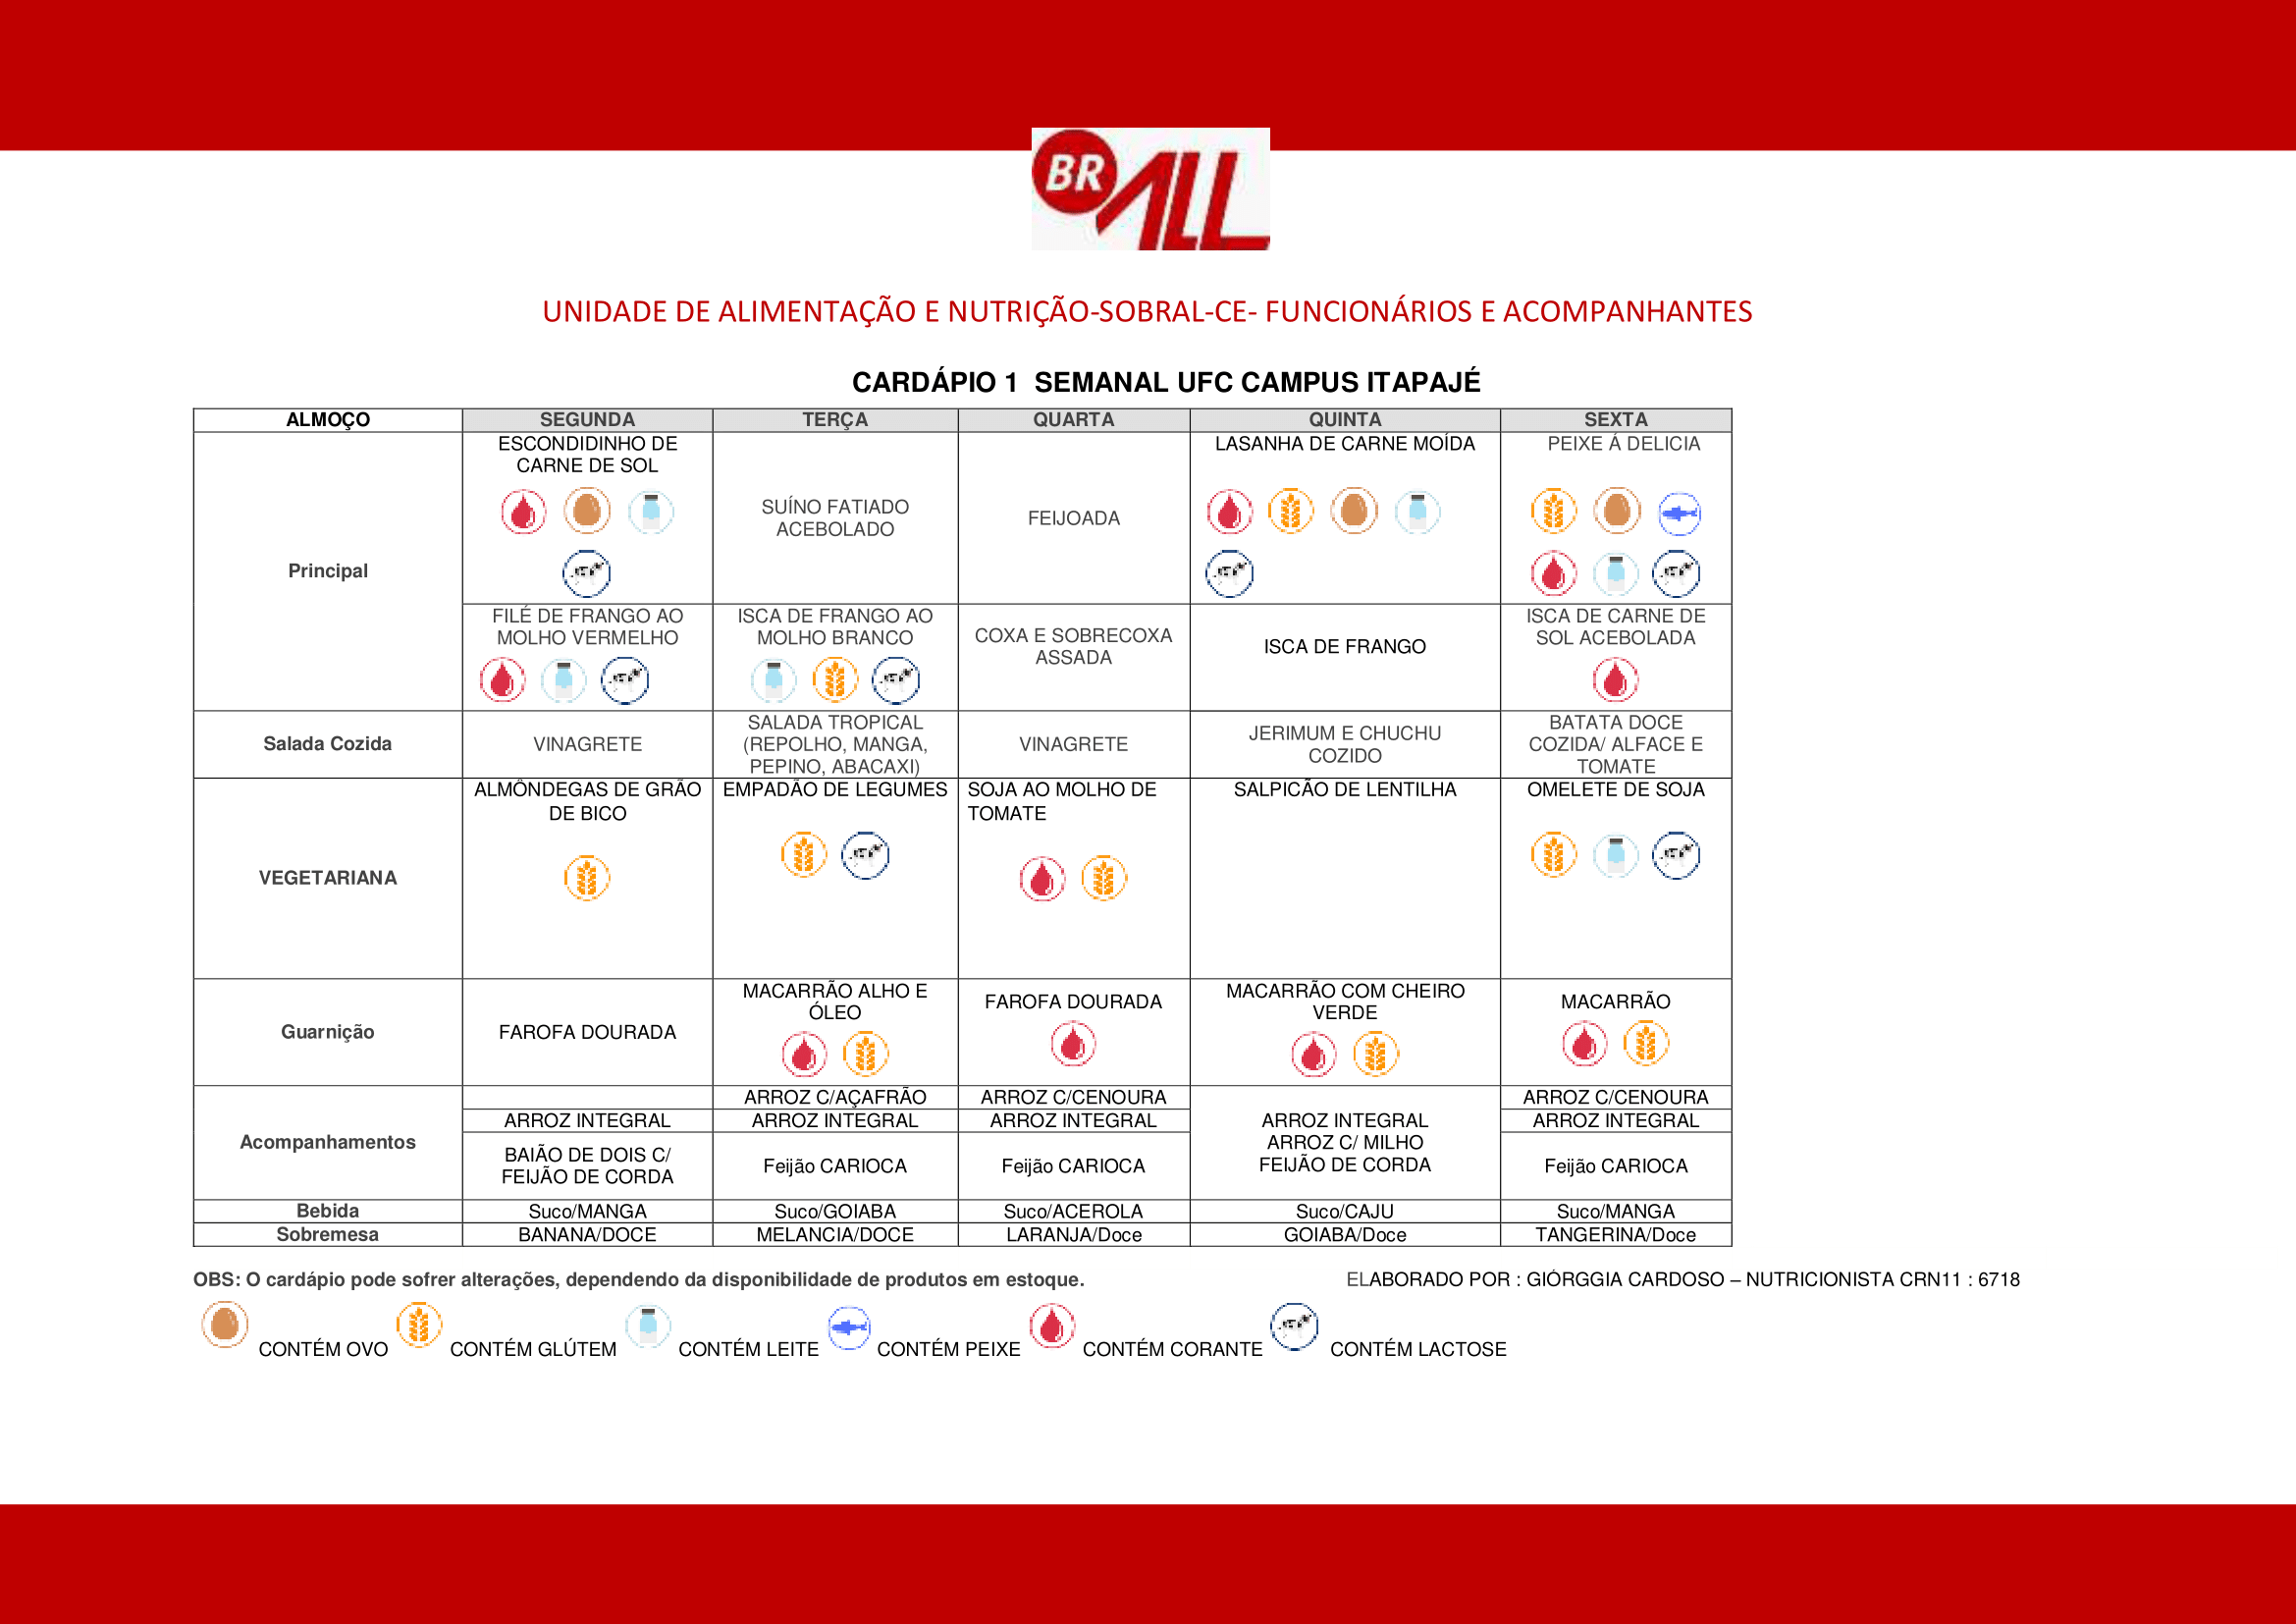 BR ALL
UNIDADE DE ALIMENTAÇÃO E NUTRIÇÃO-SOBRAL-CE- FUNCIONÁRIOS E ACOMPANHANTES
CARDÁPIO 1 SEMANAL UFC CAMPUS ITAPAJÉ
ALMOÇO SEGUNDA TERÇA QUARTA QUINTA SEXTA
Principal
ESCONDIDINHO DE
CARNE DE SOL
SUÍNO FATIADO
ACEBOLADO
FEIJOADA
LASANHA DE CARNE MOÍDA
PEIXE Á DELICIA
FILÉ DE FRANGO AO
MOLHO VERMELHO
ISCA DE FRANGO AO
MOLHO BRANCO
COXA E SOBRECOXA
ASSADA
ISCA DE FRANGO
ISCA DE CARNE DE
SOL ACEBOLADA
Salada Cozida
VINAGRETE
SALADA TROPICAL
(REPOLHO, MANGA,
PEPINO, ABACAXI)
VINAGRETE
JERIMUM E CHUCHU
COZIDO
BATATA DOCE
COZIDA/ ALFACE E
TOMATE
VEGETARIANA
ALMÔNDEGAS DE GRÃO
DE BICO
EMPADÃO DE LEGUMES
SOJA AO MOLHO DE
TOMATE
SALPICÃO DE LENTILHA
OMELETE DE SOJA
Guarnição
FAROFA DOURADA
MACARRÃO ALHO E
ÓLEO
FAROFA DOURADA
MACARRÃO COM CHEIRO
VERDE
MACARRÃO
Acompanhamentos
ARROZ INTEGRAL
BAIÃO DE DOIS C/
FEIJÃO DE CORDA
ARROZ C/AÇAFRÃO
ARROZ INTEGRAL
Feijão CARIOCA
ARROZ C/CENOURA
ARROZ INTEGRAL
Feijão CARIOCA
ARROZ INTEGRAL
ARROZ C/ MILHO
FEIJÃO DE CORDA
ARROZ C/CENOURA
ARROZ INTEGRAL
Feijão CARIOCA
Bebida Suco/MANGA Suco/GOIABA Suco/ACEROLA Suco/CAJU Suco/MANGA
Sobremesa BANANA/DOCE MELANCIA/DOCE LARANJA/Doce GOIABA/Doce TANGERINA/Doce
OBS: O cardápio pode sofrer alterações, dependendo da disponibilidade de produtos em estoque. ELABORADO POR : GIÓRGGIA CARDOSO – NUTRICIONISTA CRN11 : 6718
CONTÉM OVO CONTÉM GLÚTEM CONTÉM LEITE CONTÉM PEIXE CONTÉM CORANTE CONTÉM LACTOSE